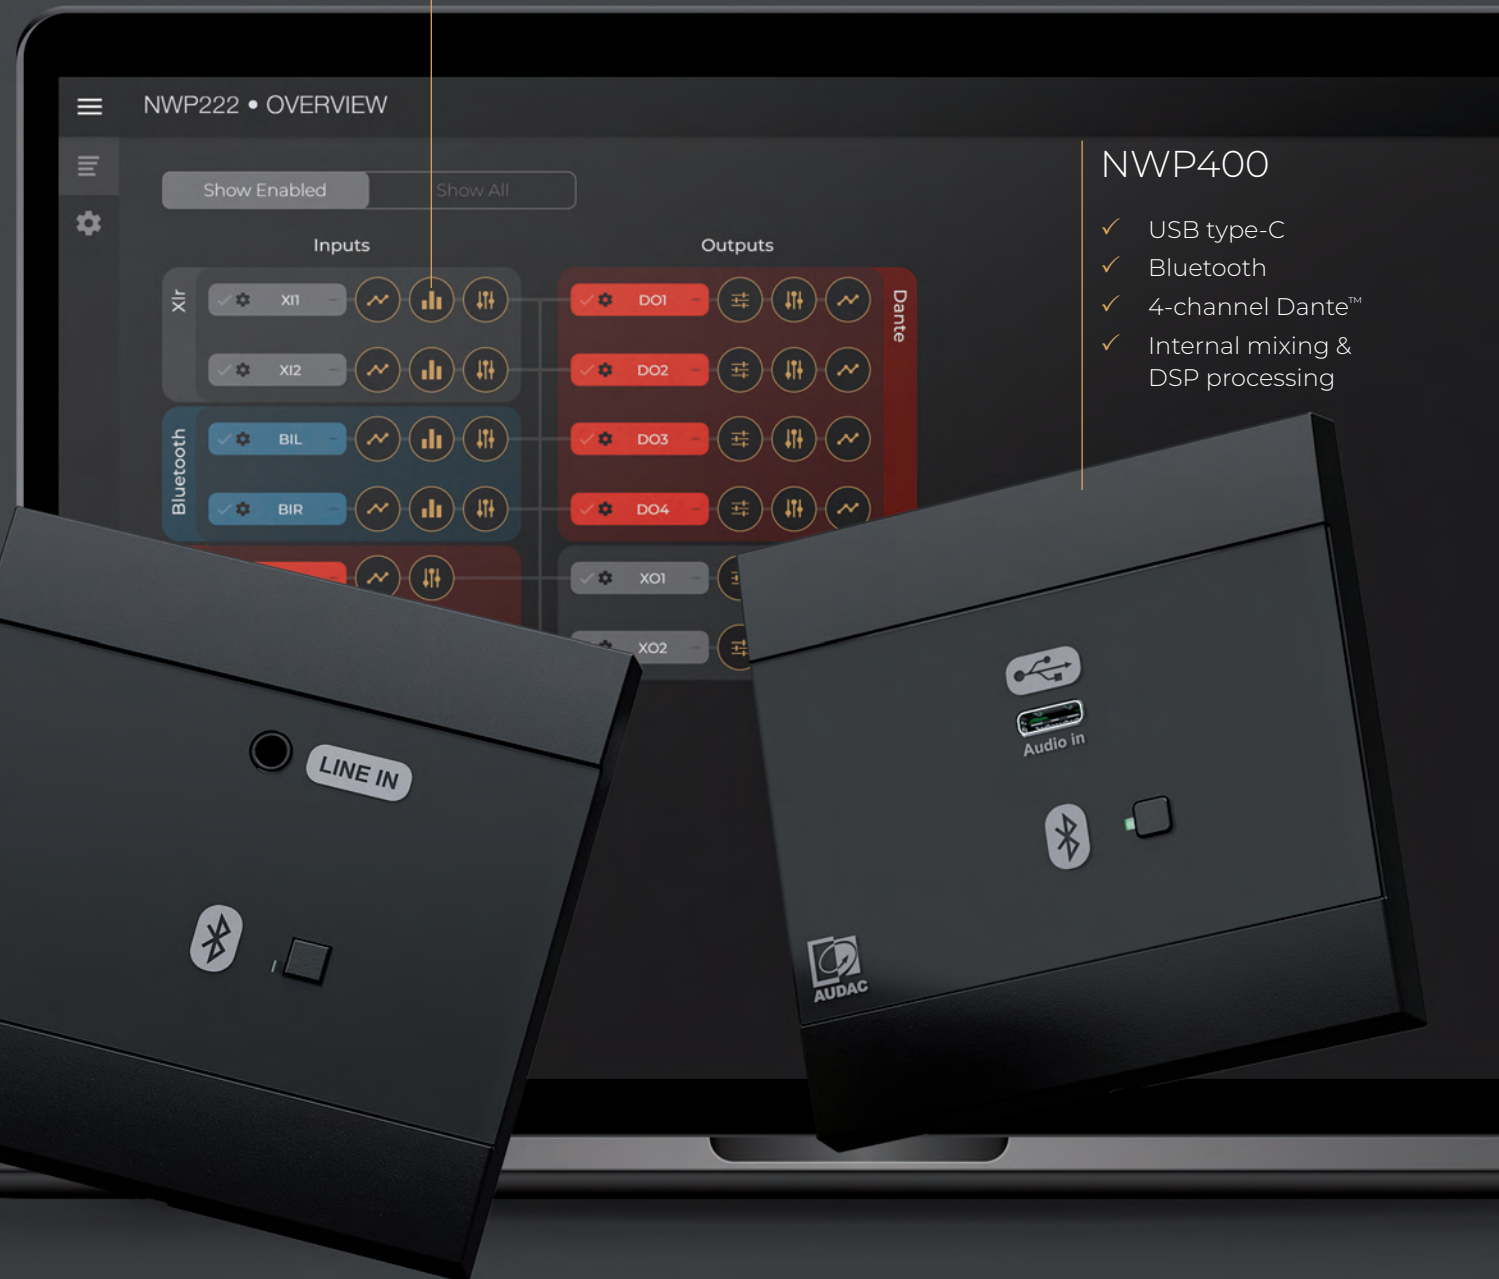 NWP222 • OVERVIEW
Show Enabled
Show All
Inputs
Outputs
Xlr
XI1
XI2
Bluetooth
BIL
BIR
DO1
DO2
DO3
DO4
Dante
XO1
XO2
NWP400
✓ USB type-C
✓ Bluetooth
✓ 4-channel Dante™
✓ Internal mixing &
DSP processing
LINE IN
Audio in
AUDAC